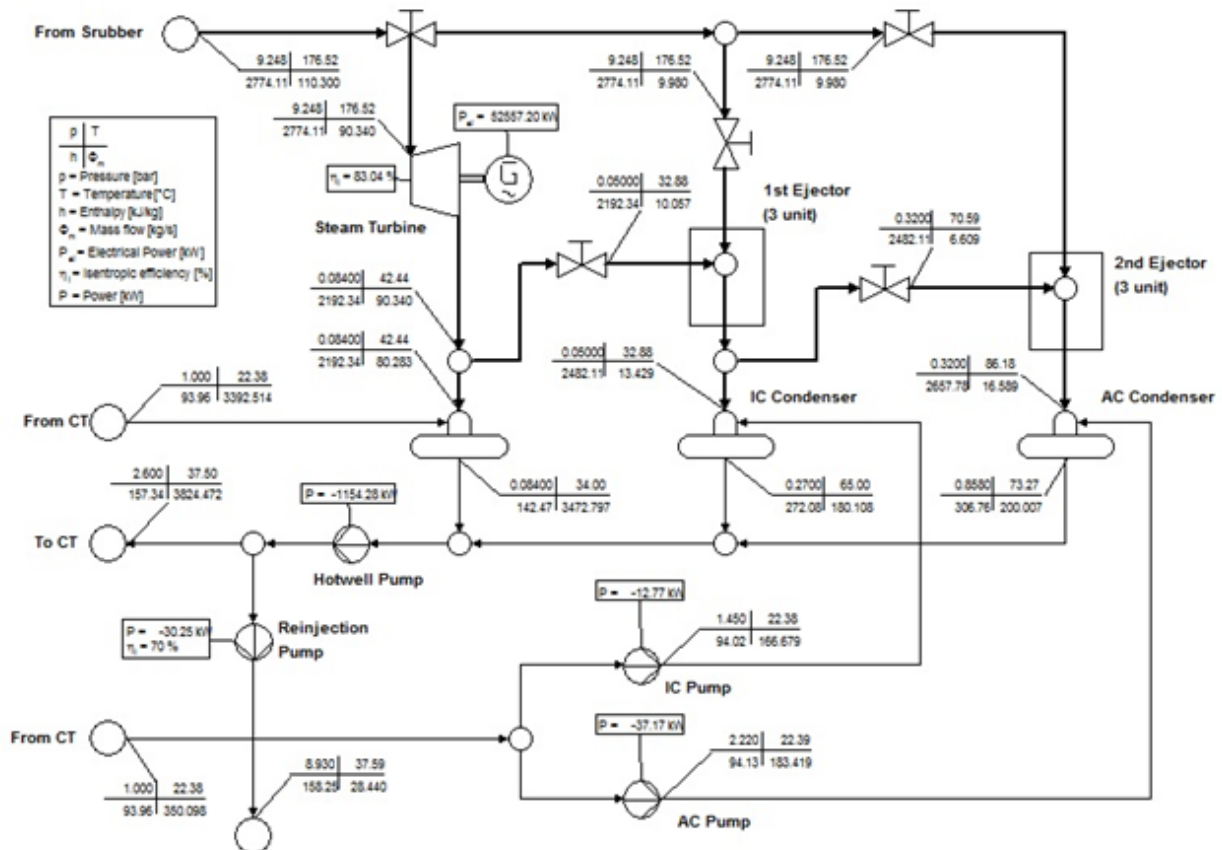 From Srubber
9.248 176.52
2774.11 110.300
9.248 176.52
2774.11 9.980
9.248 176.52
2774.11 9.980
9.248 176.52
2774.11 90.340
P_el = 52557.20 kW
p T
h Φ_m
p = Pressure [bar]
T = Temperature [°C]
h = Enthalpy [kJ/kg]
Φ_m = Mass flow [kg/s]
P_el = Electrical Power [kW]
η_i = Isentropic efficiency [%]
P = Power [kW]
η_i = 83.04 %
G
~
Steam Turbine
0.05000 32.88
2192.34 10.057
1st Ejector
(3 unit)
0.3200 70.59
2482.11 6.609
2nd Ejector
(3 unit)
0.08400 42.44
2192.34 90.340
0.08400 42.44
2192.34 80.283
0.05000 32.88
2482.11 13.429
0.3200 86.18
2657.78 16.589
1.000 22.38
93.96 3392.514
IC Condenser
AC Condenser
From CT
2.600 37.50
157.34 3824.472
P = -1154.28 kW
0.08400 34.00
142.47 3472.797
0.2700 65.00
272.08 180.108
0.8580 73.27
306.76 200.007
To CT
Hotwell Pump
P = -30.25 kW
η_i = 70 %
Reinjection
Pump
P = -12.77 kW
1.450 22.38
94.02 166.679
IC Pump
From CT
P = -37.17 kW
2.220 22.39
94.13 183.419
1.000 22.38
93.96 350.098
8.930 37.59
158.25 28.440
AC Pump